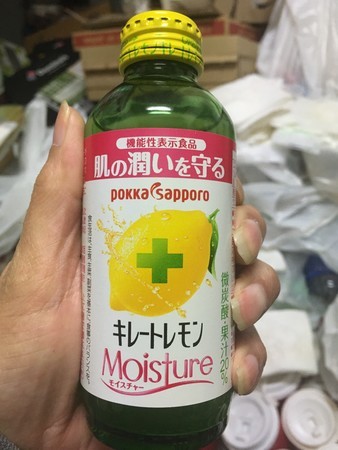 機能性表示食品
肌の潤いを守る
POKKA Sapporo
キレートレモン
Moisture
モイスチャー
微炭酸・果汁20%